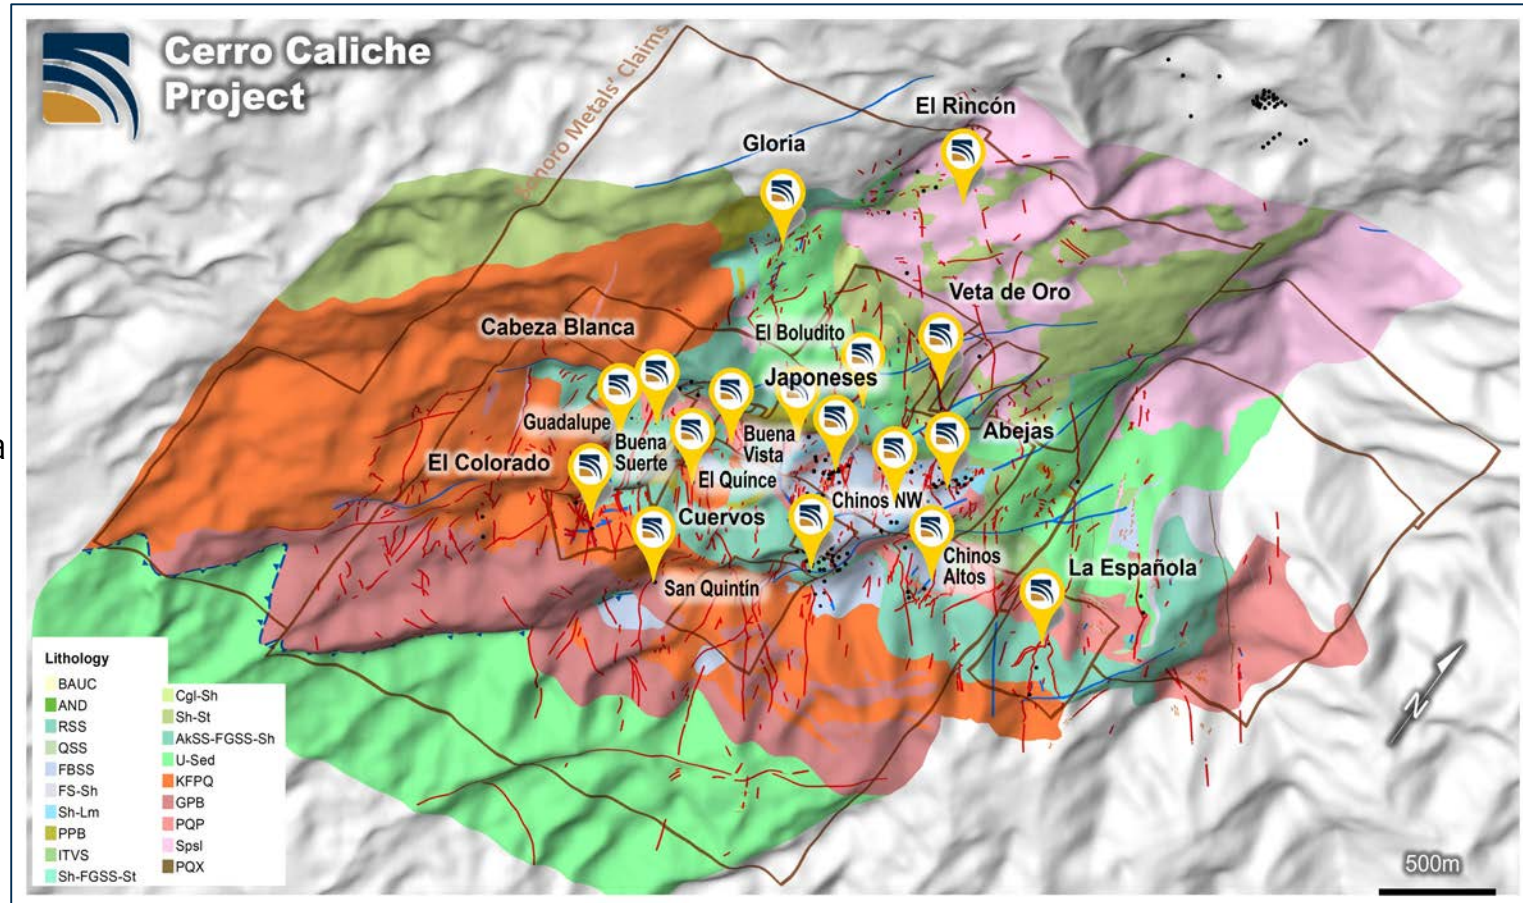 Cerro Caliche
Project
Sonoro Metals' Claims
El Rincón
Gloria
Veta de Oro
Cabeza Blanca
El Boludito
Japoneses
Guadalupe
Buena
Suerte
Buena
Vista
Abejas
El Colorado
El Quínce
Chinos NW
Cuervos
Chinos
Altos
La Española
San Quintín
a
Lithology
BAUC
AND
RSS
QSS
FBSS
FS-Sh
Sh-Lm
PPB
ITVS
Sh-FGSS-St
Cgl-Sh
Sh-St
AkSS-FGSS-Sh
U-Sed
KFPQ
GPB
PQP
Spsl
PQX
N
500m